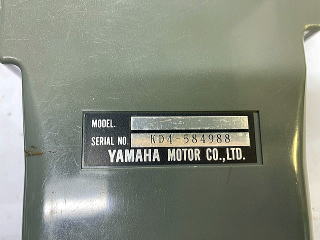 MODEL.
SERIAL NO. KD4-584988
YAMAHA MOTOR CO.,LTD.